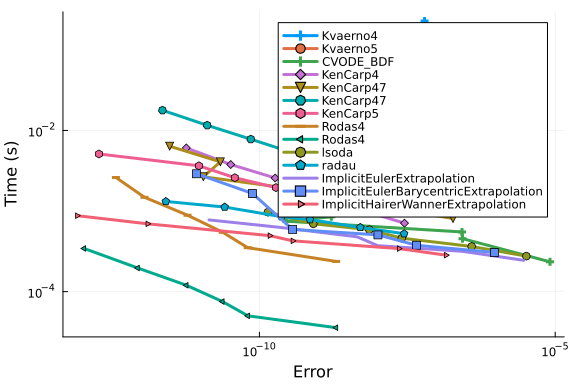 Time (s)
10⁻²
10⁻⁴
Kvaerno4
Kvaerno5
CVODE_BDF
KenCarp4
KenCarp47
KenCarp47
KenCarp5
Rodas4
Rodas4
lsoda
radau
ImplicitEulerExtrapolation
ImplicitEulerBarycentricExtrapolation
ImplicitHairerWannerExtrapolation
10⁻¹⁰
10⁻⁵
Error